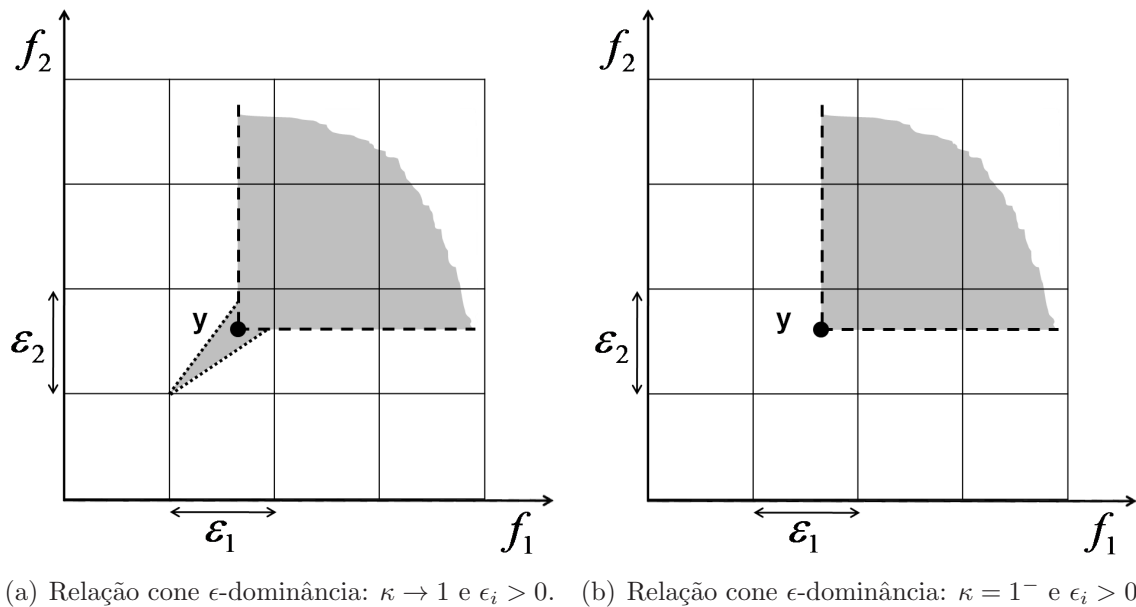 f₂
f₂
y
y
ε₂
ε₂
ε₁
f₁
ε₁
f₁
(a) Relação cone ϵ-dominância: κ → 1 e ϵᵢ > 0.
(b) Relação cone ϵ-dominância: κ = 1⁻ e ϵᵢ > 0